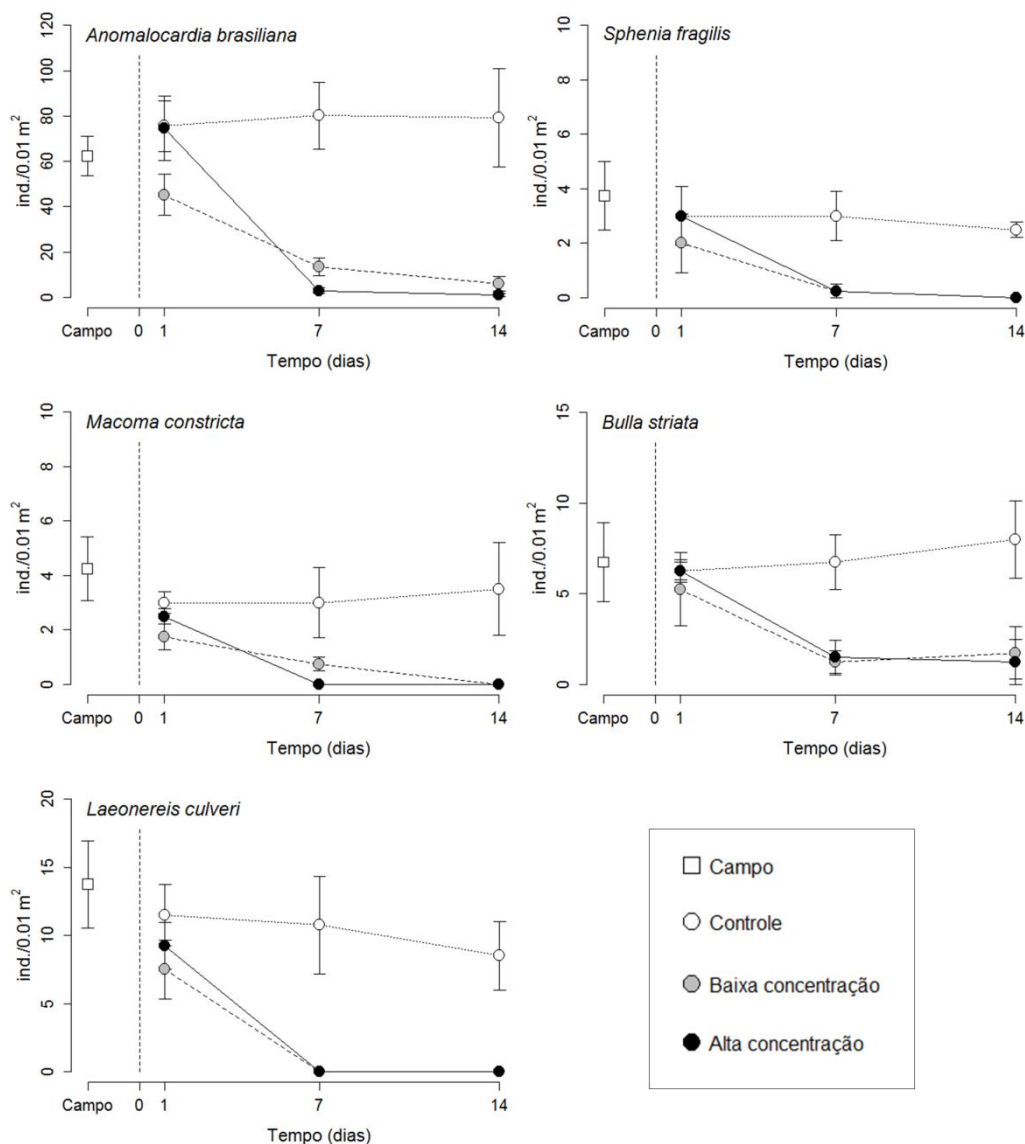 Anomalocardia brasiliana
ind./0.01 m²
120
100
80
60
40
20
0
Campo 0 1 7 14
Tempo (dias)
Sphenia fragilis
ind./0.01 m²
10
8
6
4
2
0
Campo 0 1 7 14
Tempo (dias)
Macoma constricta
ind./0.01 m²
10
8
6
4
2
0
Campo 0 1 7 14
Tempo (dias)
Bulla striata
ind./0.01 m²
15
10
5
0
Campo 0 1 7 14
Tempo (dias)
Laeonereis culveri
ind./0.01 m²
20
15
10
5
0
Campo 0 1 7 14
Tempo (dias)
Campo
Controle
Baixa concentração
Alta concentração